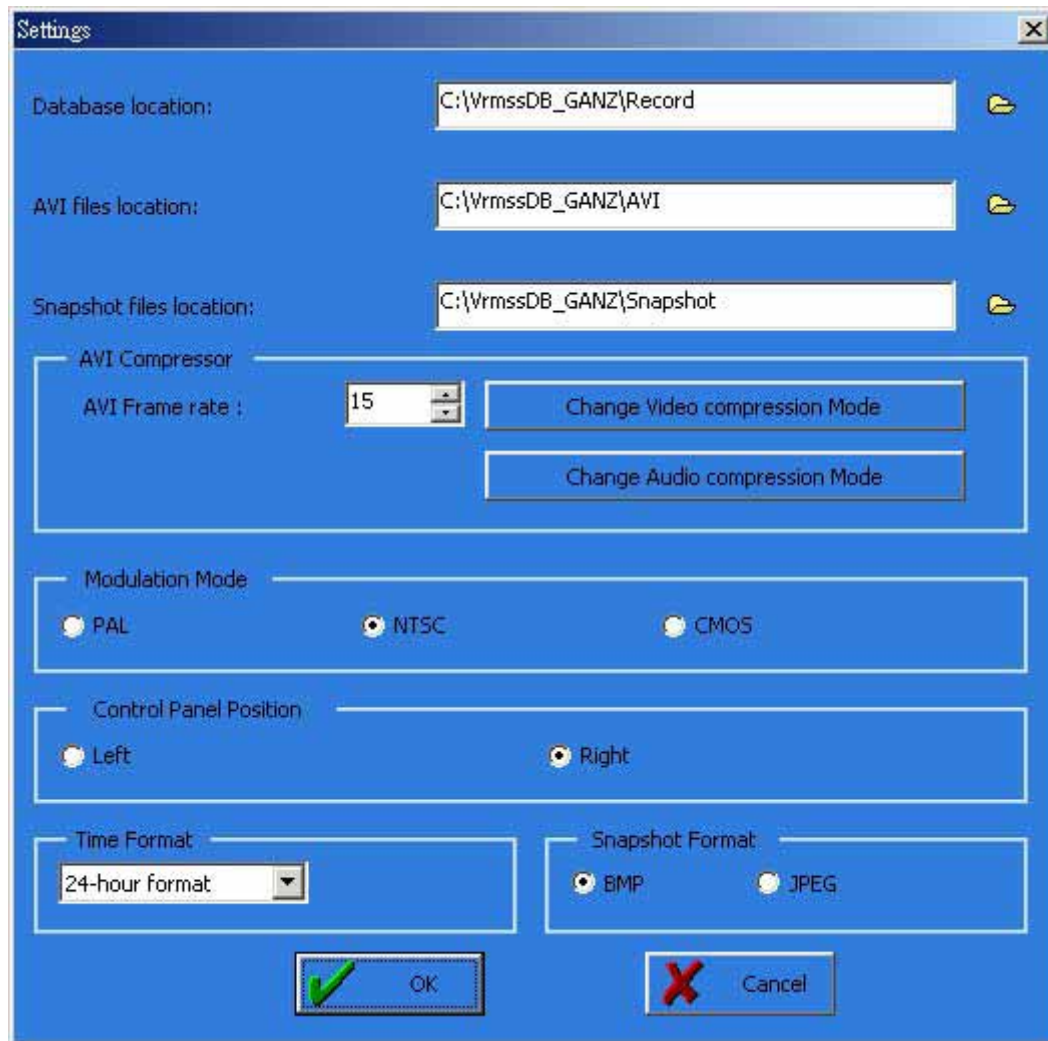 Settings
Database location: C:\VrmssDB_GANZ\Record
AVI files location: C:\VrmssDB_GANZ\AVI
Snapshot files location: C:\VrmssDB_GANZ\Snapshot
AVI Compressor
AVI Frame rate : 15 Change Video compression Mode
Change Audio compression Mode
Modulation Mode
PAL NTSC CMOS
Control Panel Position
Left Right
Time Format Snapshot Format
24-hour format BMP JPEG
OK Cancel